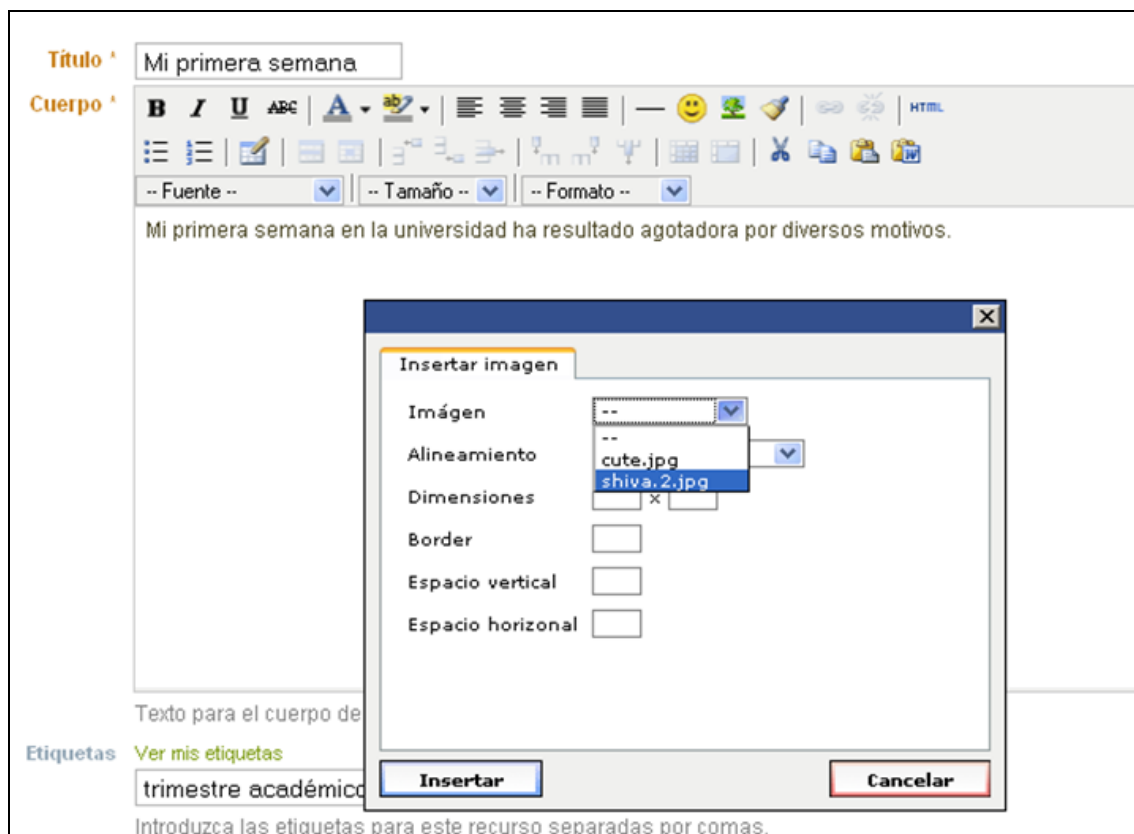 Título *
Mi primera semana
Cuerpo *
B I U ABC A ab HTML
-- Fuente -- -- Tamaño -- -- Formato --
Mi primera semana en la universidad ha resultado agotadora por diversos motivos.
Insertar imagen
Imágen --
--
Alineamiento
cute.jpg
shiva.2.jpg
Dimensiones x
Border
Espacio vertical
Espacio horizonal
Texto para el cuerpo de
Etiquetas Ver mis etiquetas
trimestre académico
Insertar Cancelar
Introduzca las etiquetas para este recurso separadas por comas.